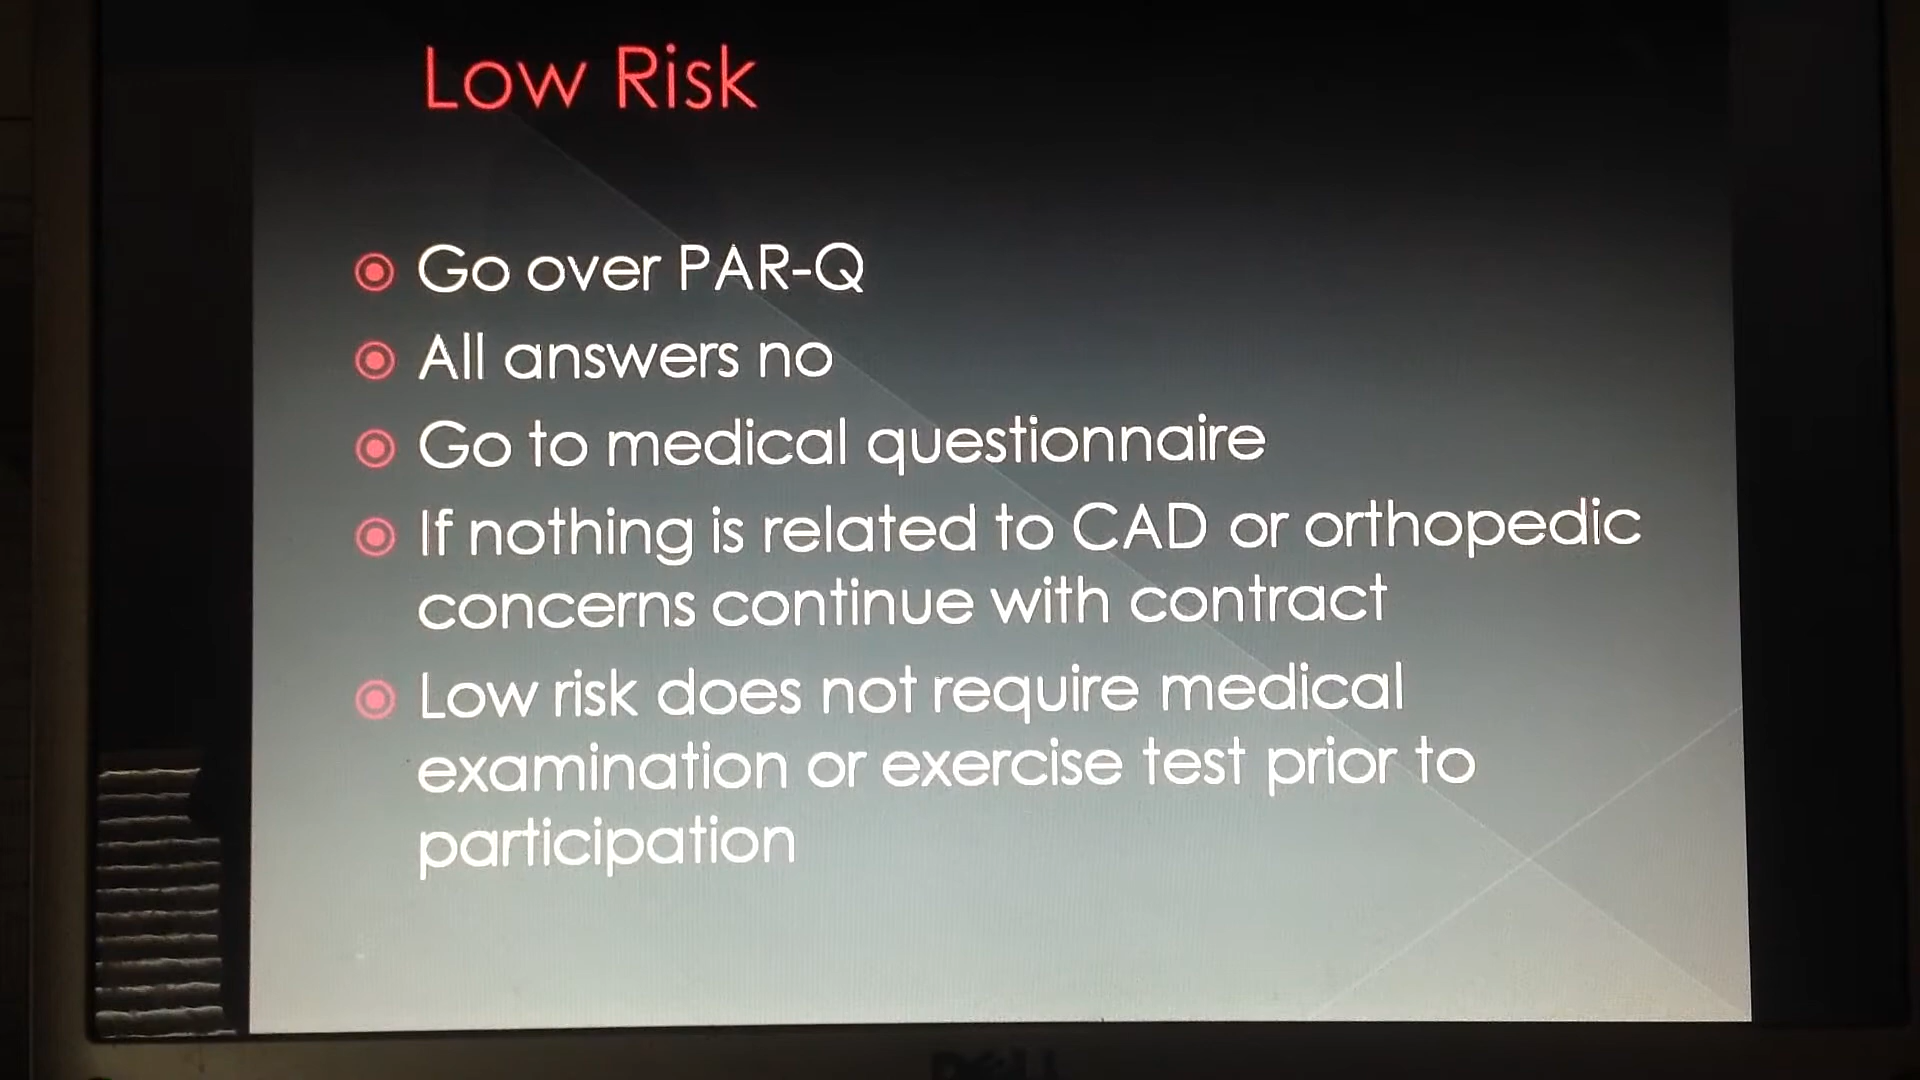 Low Risk
Go over PAR-Q
All answers no
Go to medical questionnaire
If nothing is related to CAD or orthopedic
concerns continue with contract
Low risk does not require medical
examination or exercise test prior to
participation
DELL